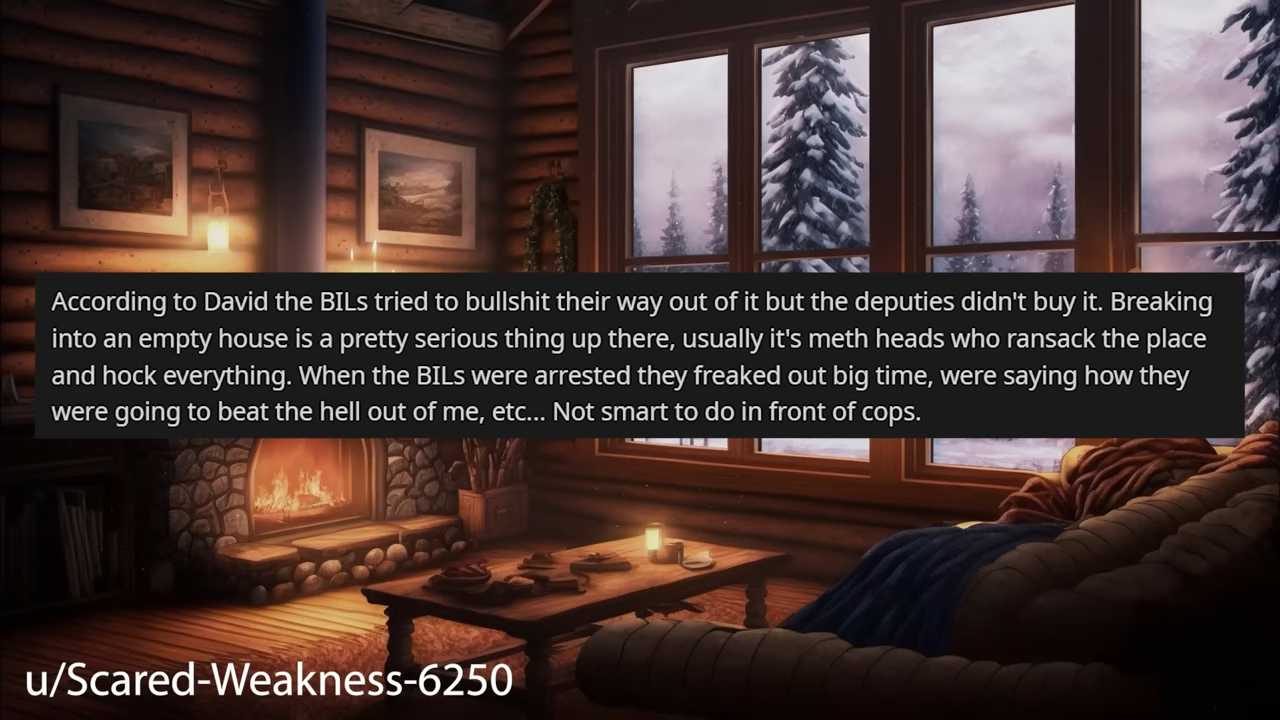 According to David the BILs tried to bullshit their way out of it but the deputies didn't buy it. Breaking
into an empty house is a pretty serious thing up there, usually it's meth heads who ransack the place
and hock everything. When the BILs were arrested they freaked out big time, were saying how they
were going to beat the hell out of me, etc... Not smart to do in front of cops.
u/Scared-Weakness-6250